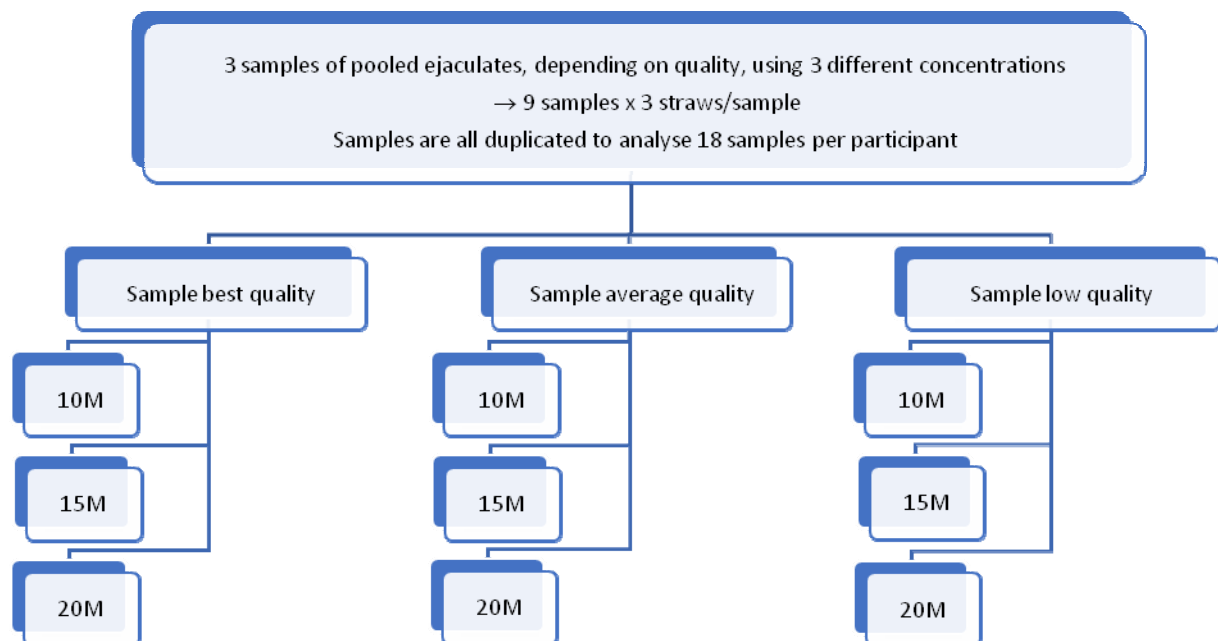 3 samples of pooled ejaculates, depending on quality, using 3 different concentrations
→ 9 samples x 3 straws/sample
Samples are all duplicated to analyse 18 samples per participant
Sample best quality
10M
15M
20M
Sample average quality
10M
15M
20M
Sample low quality
10M
15M
20M